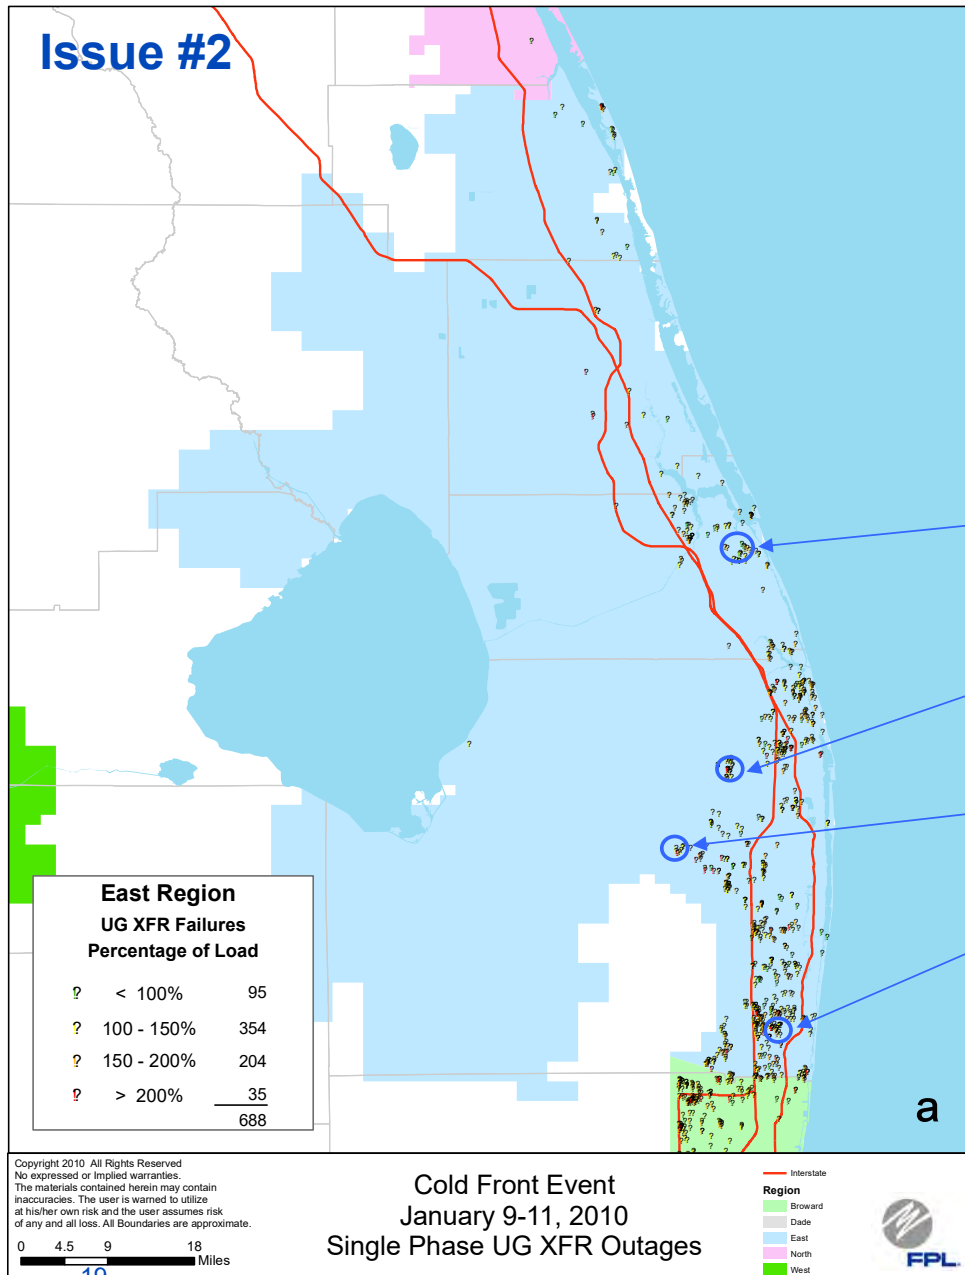 Issue #2
East Region
UG XFR Failures
Percentage of Load
? < 100% 95
? 100 - 150% 354
? 150 - 200% 204
? > 200% 35
688
a
Copyright 2010 All Rights Reserved
No expressed or Implied warranties.
The materials contained herein may contain
inaccuracies. The user is warned to utilize
at his/her own risk and the user assumes risk
of any and all loss. All Boundaries are approximate.
0 4.5 9 18
Miles
Cold Front Event
January 9-11, 2010
Single Phase UG XFR Outages
Interstate
Region
Broward
Dade
East
North
West
FPL.